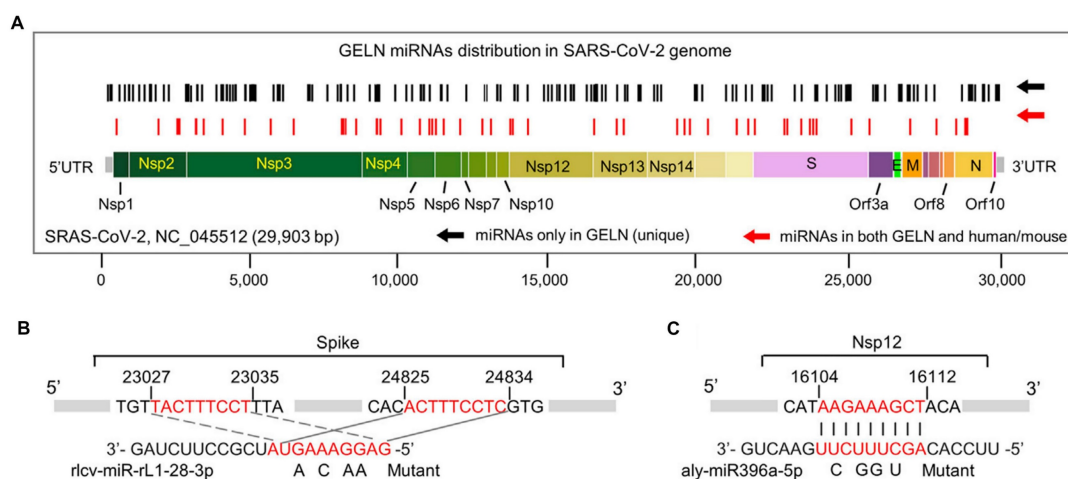 A
GELN miRNAs distribution in SARS-CoV-2 genome
5'UTR Nsp2 Nsp3 Nsp4 Nsp12 Nsp13 Nsp14 S E M N 3'UTR
Nsp1 Nsp5 Nsp6 Nsp7 Nsp10 Orf3a Orf8 Orf10
SRAS-CoV-2, NC_045512 (29,903 bp) miRNAs only in GELN (unique) miRNAs in both GELN and human/mouse
0 5,000 10,000 15,000 20,000 25,000 30,000
B
Spike
23027 23035 24825 24834
5' 3'
TGTTACTTTCCTTTA CACACTTTCCTCGTG
3'- GAUCUUCCGCUAUGAAAGGAG -5'
rlcv-miR-rL1-28-3p A C AA Mutant
C
Nsp12
16104 16112
5' 3'
CATAAGAAAGCTACA
3'- GUCAAGUUCUUUCGACACCUU -5'
aly-miR396a-5p C GG U Mutant